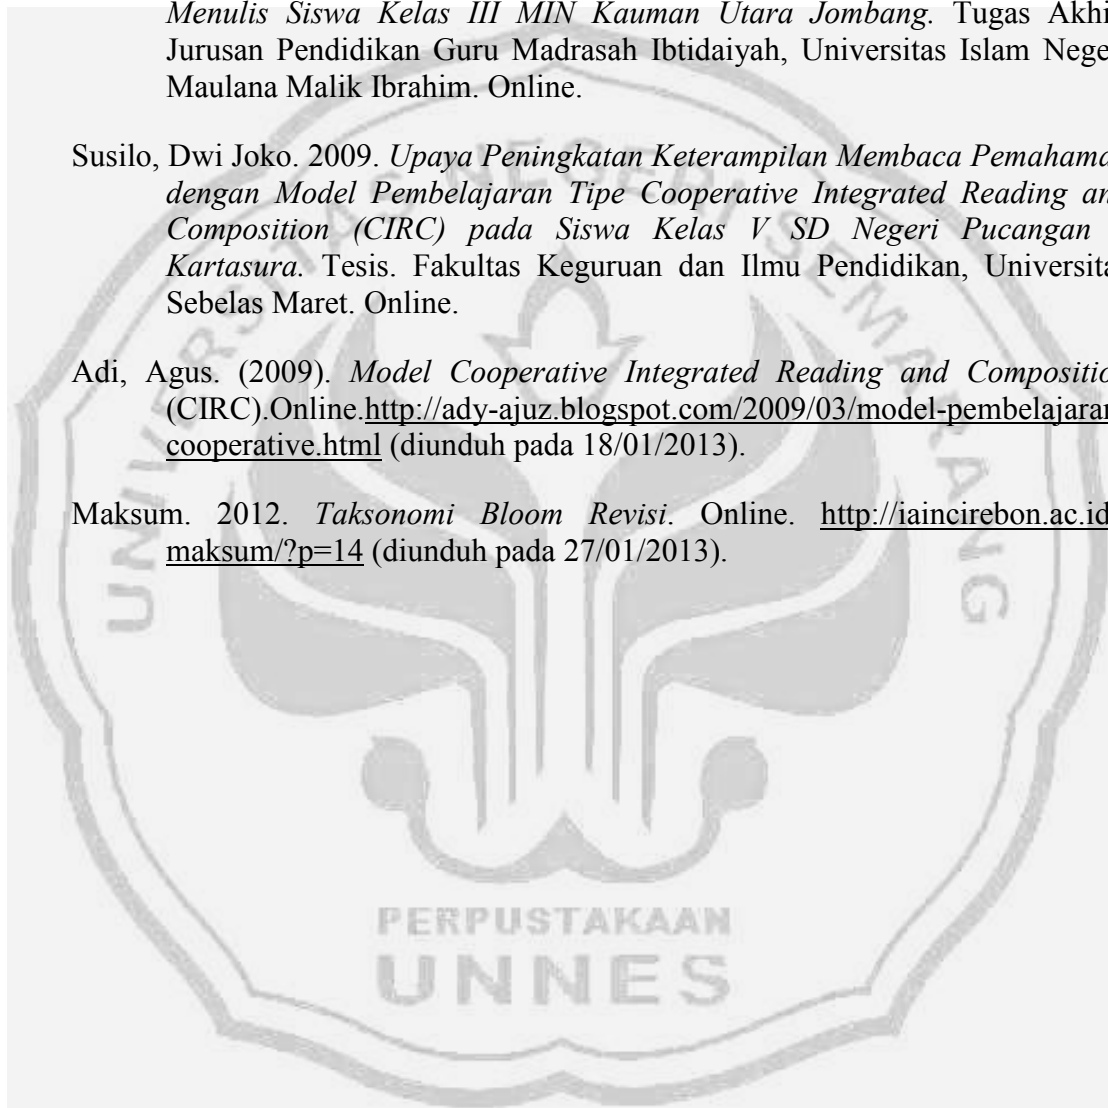 Menulis Siswa Kelas III MIN Kauman Utara Jombang. Tugas Akhi
Jurusan Pendidikan Guru Madrasah Ibtidaiyah, Universitas Islam Nege
Maulana Malik Ibrahim. Online.
Susilo, Dwi Joko. 2009. Upaya Peningkatan Keterampilan Membaca Pemahama
dengan Model Pembelajaran Tipe Cooperative Integrated Reading an
Composition (CIRC) pada Siswa Kelas V SD Negeri Pucangan
Kartasura. Tesis. Fakultas Keguruan dan Ilmu Pendidikan, Universita
Sebelas Maret. Online.
Adi, Agus. (2009). Model Cooperative Integrated Reading and Compositio
(CIRC).Online.http://ady-ajuz.blogspot.com/2009/03/model-pembelajaran
cooperative.html (diunduh pada 18/01/2013).
Maksum. 2012. Taksonomi Bloom Revisi. Online. http://iaincirebon.ac.id
maksum/?p=14 (diunduh pada 27/01/2013).
UNIVERSITAS NEGERI SEMARANG
PERPUSTAKAAN
UNNES